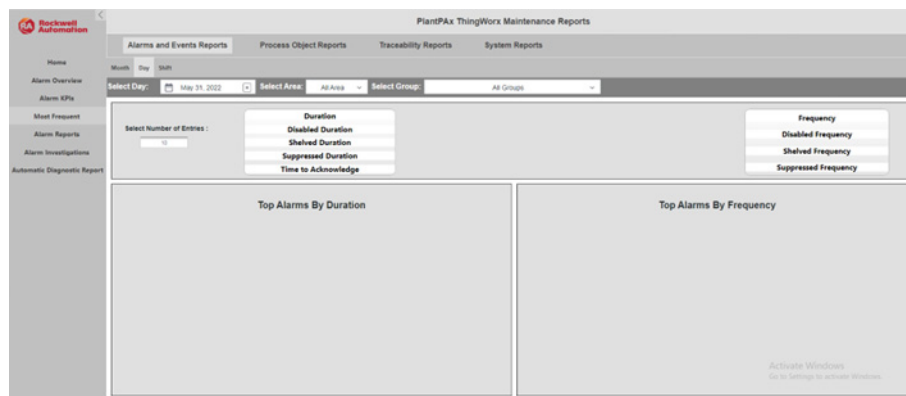 Rockwell
Automation
PlantPAx ThingWorx Maintenance Reports
Alarms and Events Reports Process Object Reports Traceability Reports System Reports
Home
Alarm Overview
Alarm KPIs
Most Frequent
Alarm Reports
Alarm Investigations
Automatic Diagnostic Report
Month Day Shift
Select Day: May 31, 2022 Select Area: All Area Select Group: All Groups
Select Number of Entries :
10
Duration
Disabled Duration
Shelved Duration
Suppressed Duration
Time to Acknowledge
Frequency
Disabled Frequency
Shelved Frequency
Suppressed Frequency
Top Alarms By Duration
Top Alarms By Frequency
Activate Windows
Go to Settings to activate Windows.